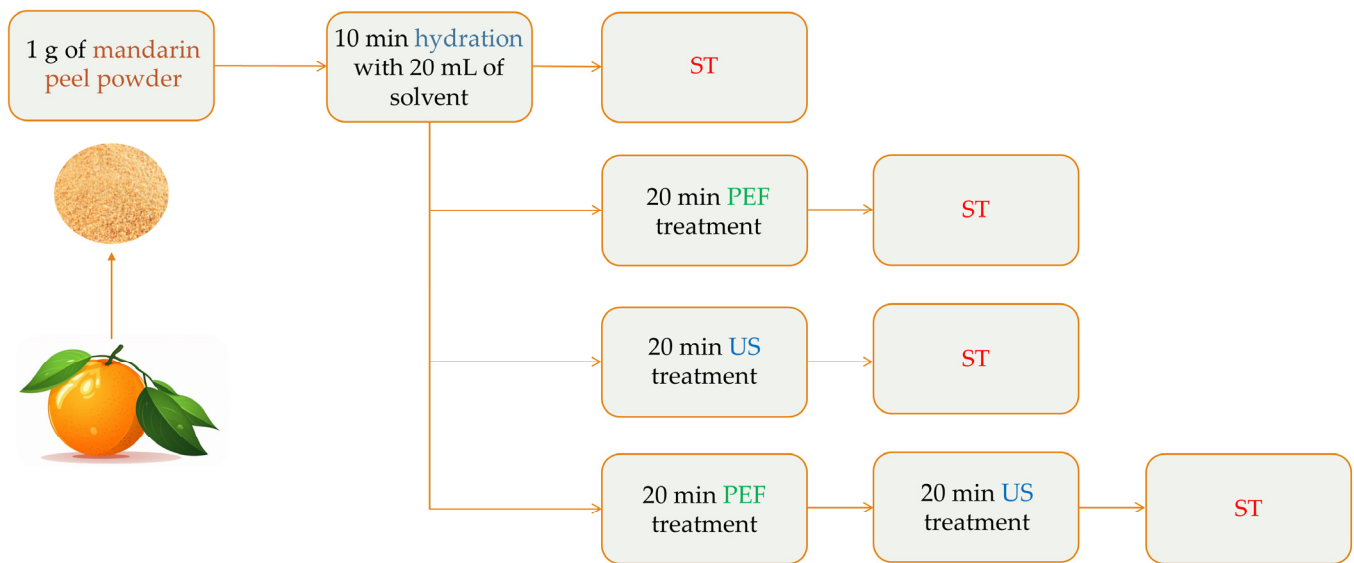 1 g of mandarin
peel powder
10 min hydration
with 20 mL of
solvent
ST
20 min PEF
treatment
ST
20 min US
treatment
ST
20 min PEF
treatment
20 min US
treatment
ST